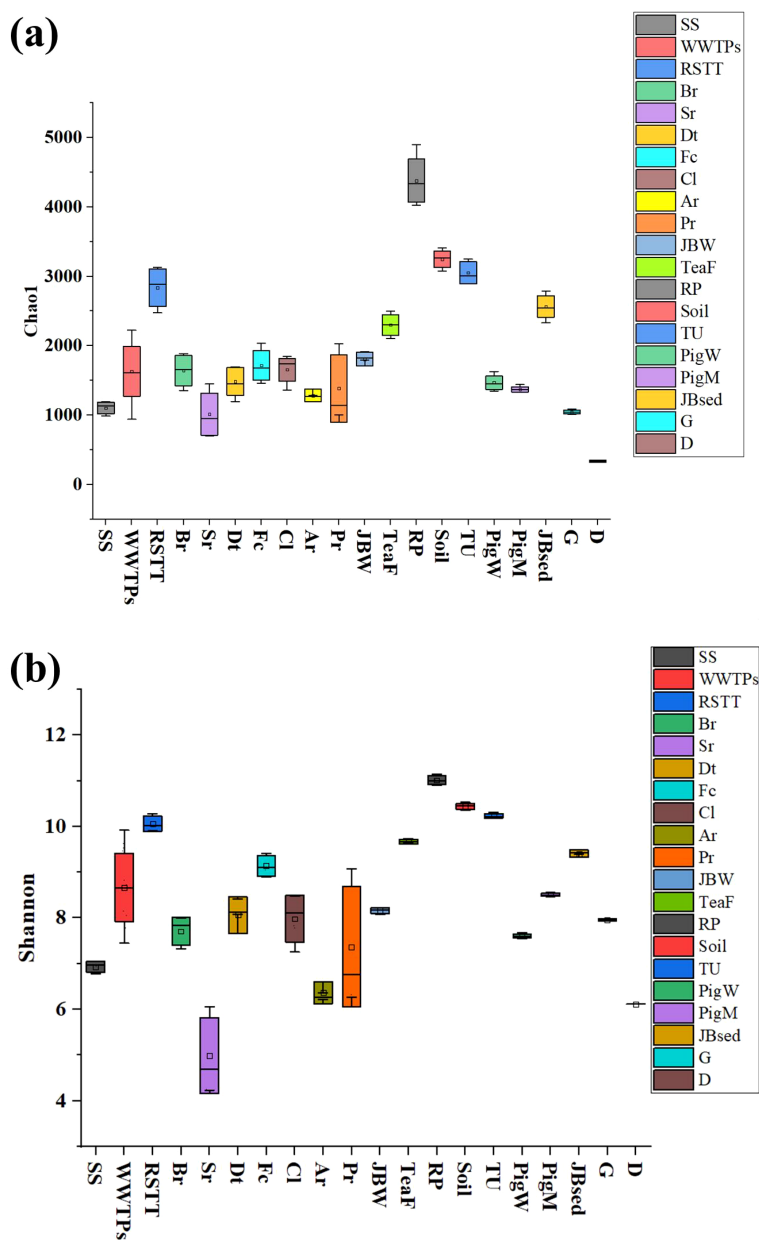 (a)
SS
WWTPs
RSTT
Br
Sr
Dt
Fc
Cl
Ar
Pr
JBW
TeaF
RP
Soil
TU
PigW
PigM
JBsed
G
D
Chao1
5000
4000
3000
2000
1000
0
SS
WWTPs
RSTT
Br
Sr
Dt
Fc
Cl
Ar
Pr
JBW
TeaF
RP
Soil
TU
PigW
PigM
JBsed
G
D
(b)
SS
WWTPs
RSTT
Br
Sr
Dt
Fc
Cl
Ar
Pr
JBW
TeaF
RP
Soil
TU
PigW
PigM
JBsed
G
D
Shannon
12
10
8
6
4
SS
WWTPs
RSTT
Br
Sr
Dt
Fc
Cl
Ar
Pr
JBW
TeaF
RP
Soil
TU
PigW
PigM
JBsed
G
D